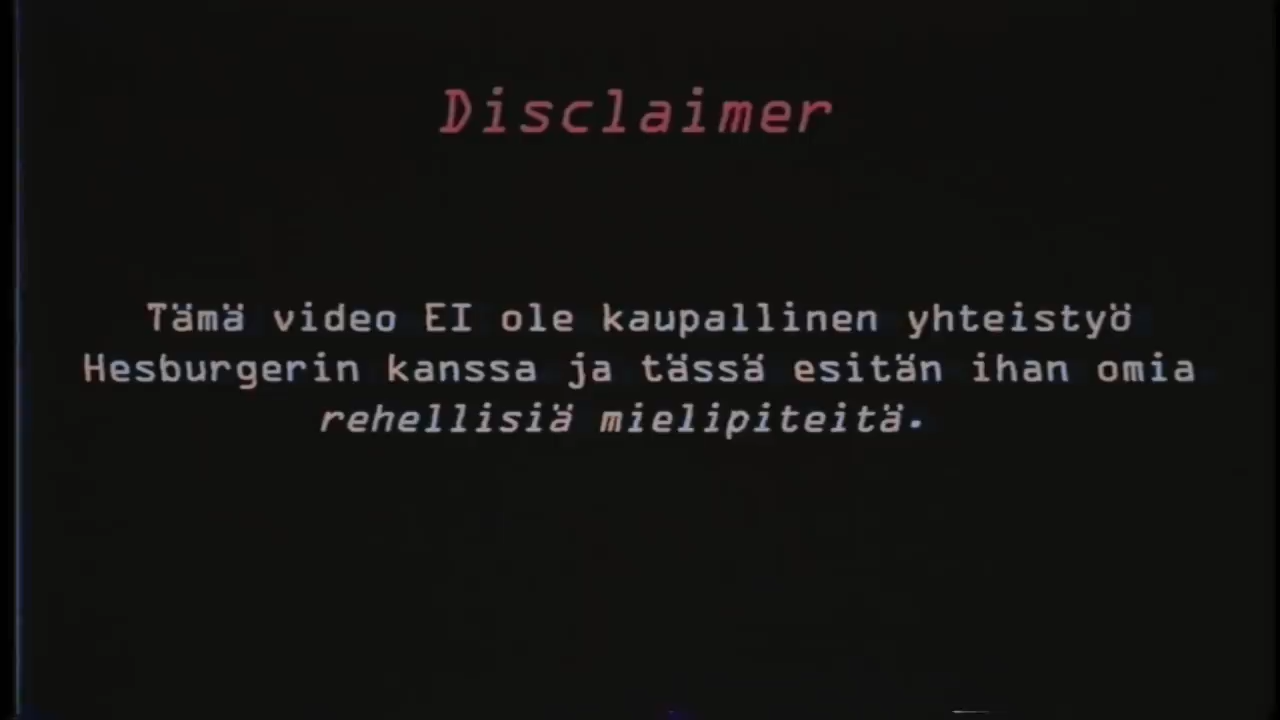 Disclaimer
Tämä video EI ole kaupallinen yhteistyö
Hesburgerin kanssa ja tässä esitän ihan omia
rehellisiä mielipiteitä.